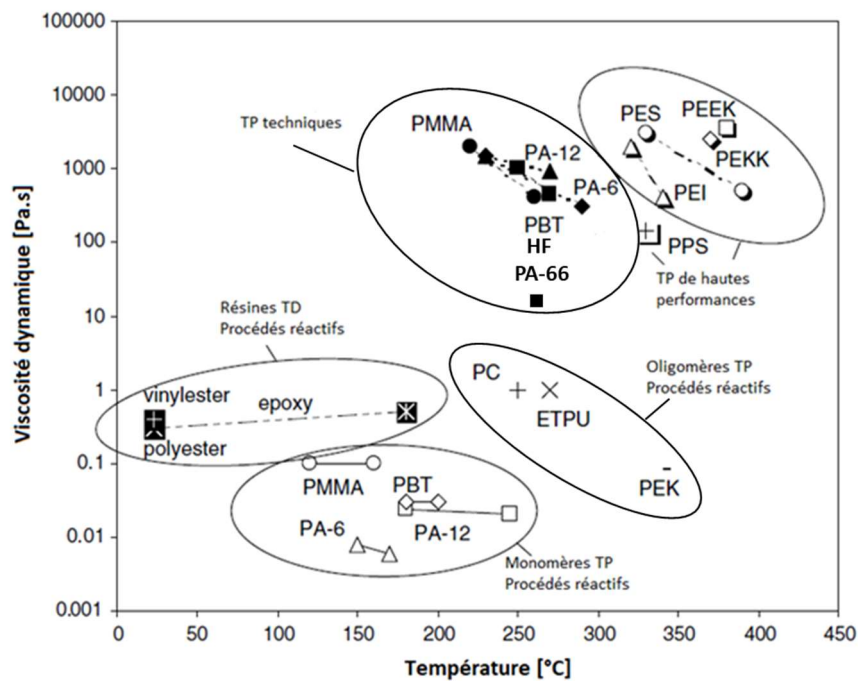 100000
10000
1000
100
10
1
0.1
0.01
0.001
Viscosité dynamique [Pa.s]
TP techniques
PMMA
PA-12
PA-6
PBT
HF
PA-66
PES
PEEK
PEKK
PEI
PPS
TP de hautes
performances
Résines TD
Procédés réactifs
vinylester
epoxy
polyester
Oligomères TP
Procédés réactifs
PC
ETPU
PEK
PMMA
PBT
PA-6
PA-12
Monomères TP
Procédés réactifs
0
50
100
150
200
250
300
350
400
450
Température [°C]